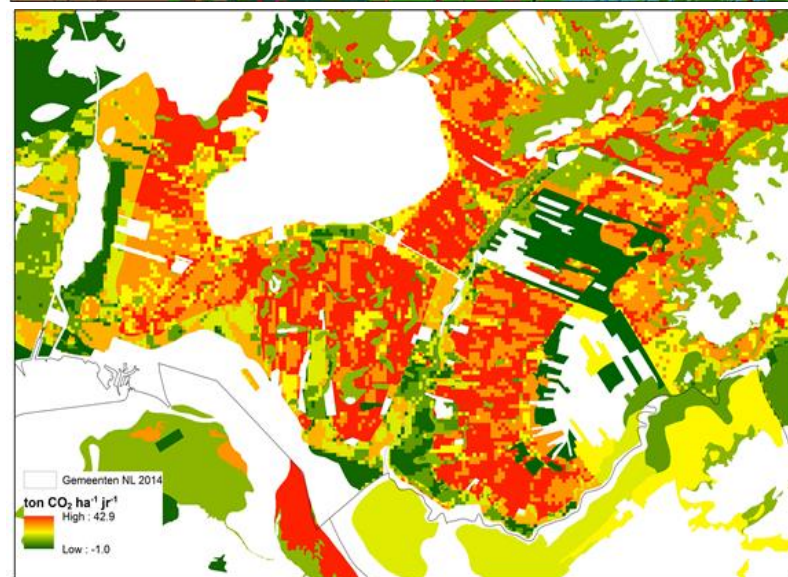 Gemeenten NL 2014
ton CO₂ ha⁻¹ jr⁻¹
High : 42.9
Low : -1.0